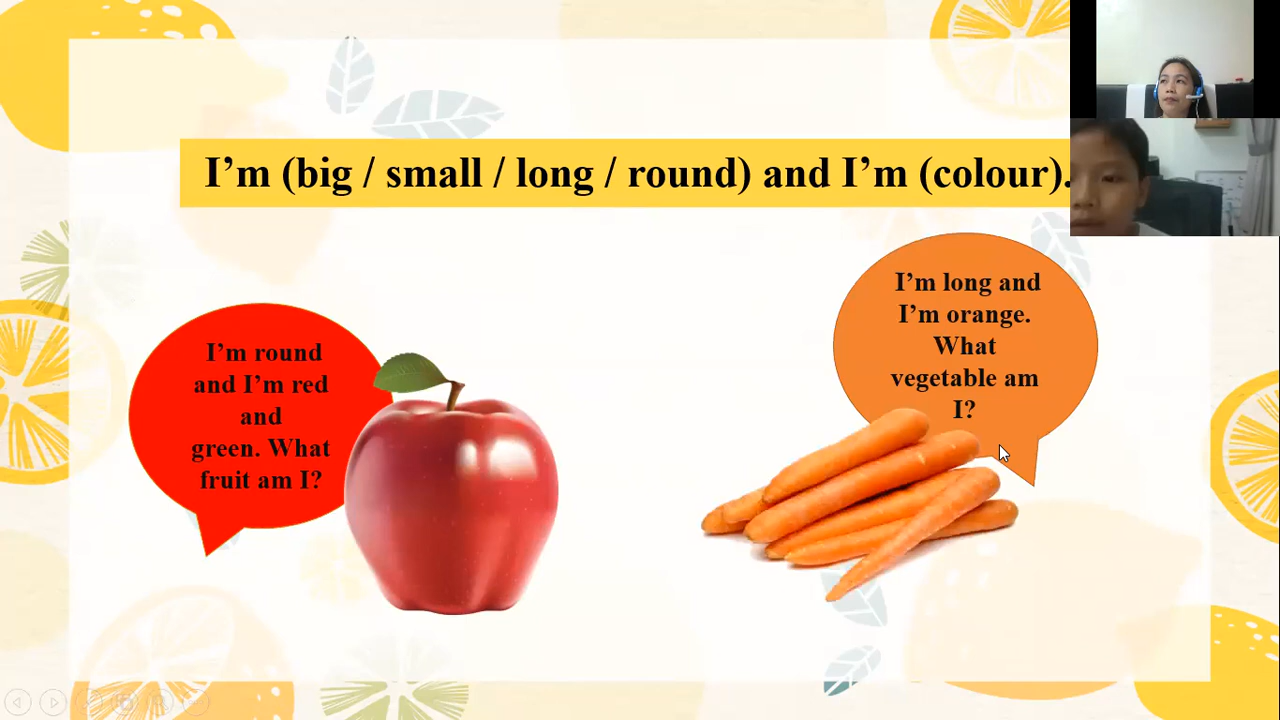 I’m (big / small / long / round) and I’m (colour).
I’m round
and I’m red
and
green. What
fruit am I?
I’m long and
I’m orange.
What
vegetable am
I?